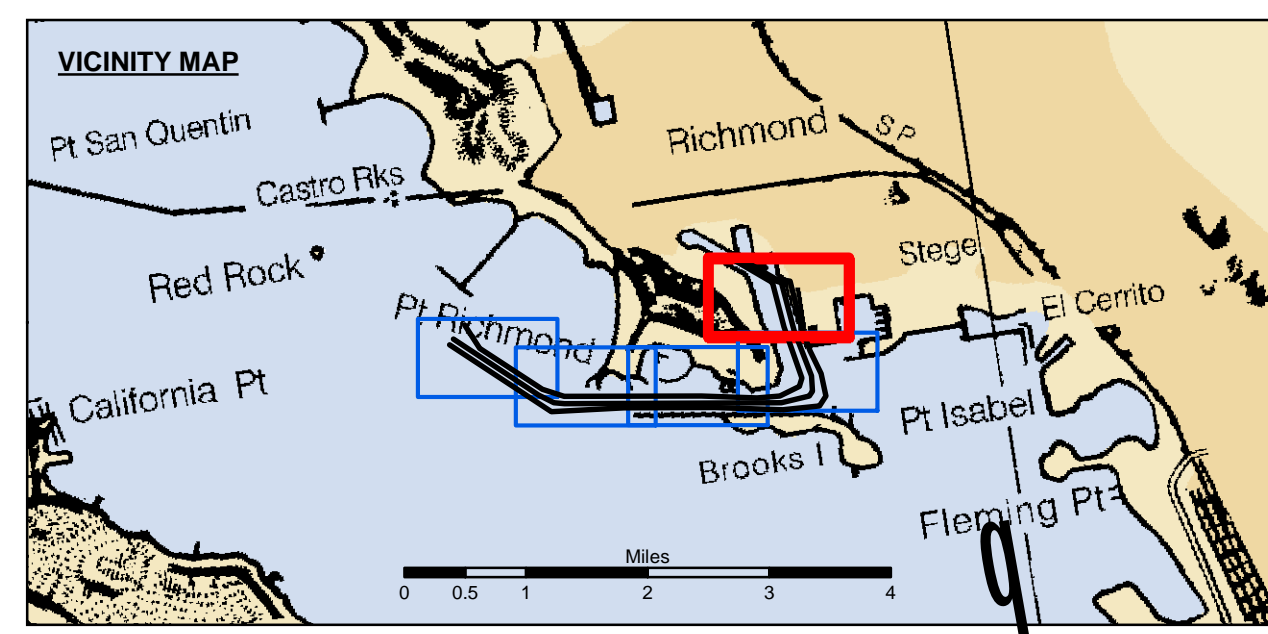 VICINITY MAP
Pt San Quentin
Richmond
S P
Castro Rks
Stege
Red Rock
El Cerrito
Pt Richmond
California Pt
Pt Isabel
Brooks I
Fleming Pt
Miles
0 0.5 1 2 3 4